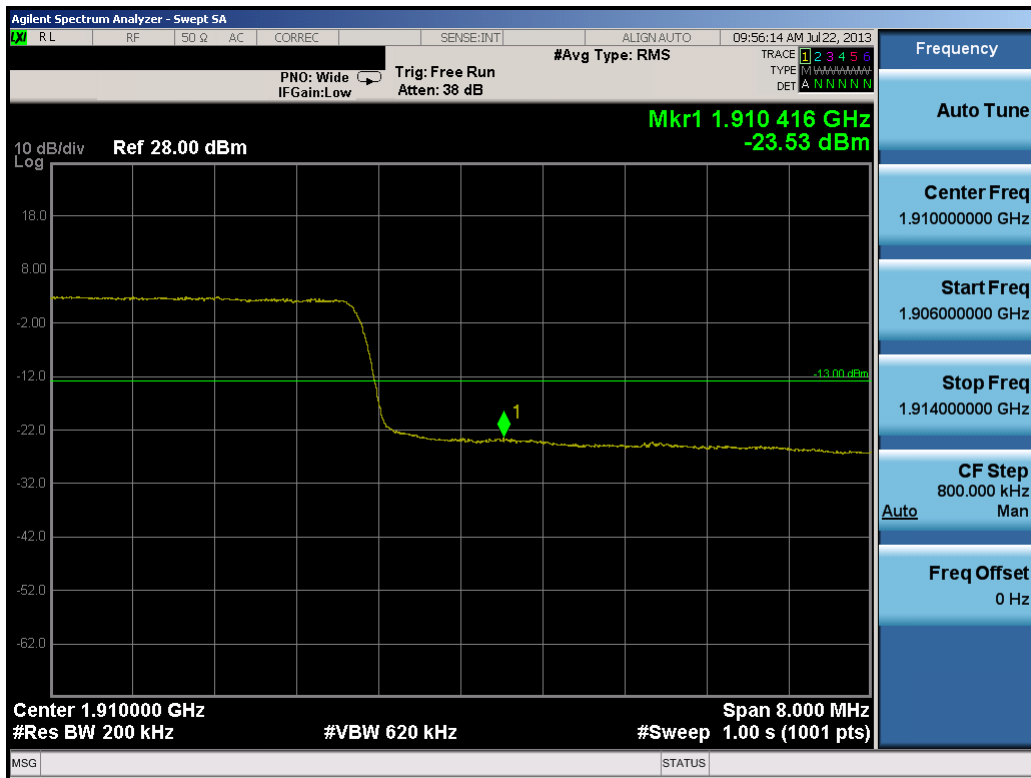 Agilent Spectrum Analyzer - Swept SA
LXI RL RF 50 Ω AC CORREC SENSE:INT ALIGN AUTO 09:56:14 AM Jul 22, 2013
PNO: Wide
IFGain:Low
Trig: Free Run
Atten: 38 dB
#Avg Type: RMS
TRACE 1 2 3 4 5 6
TYPE M WWWWW
DET A N N N N N
Mkr1 1.910 416 GHz
-23.53 dBm
10 dB/div
Log
Ref 28.00 dBm
18.0
8.00
-2.00
-12.0
-22.0
-32.0
-42.0
-52.0
-62.0
-13.00 dBm
1
Center 1.910000 GHz
#Res BW 200 kHz
#VBW 620 kHz
Span 8.000 MHz
#Sweep 1.00 s (1001 pts)
MSG
STATUS
Frequency
Auto Tune
Center Freq
1.910000000 GHz
Start Freq
1.906000000 GHz
Stop Freq
1.914000000 GHz
CF Step
800.000 kHz
Auto Man
Freq Offset
0 Hz